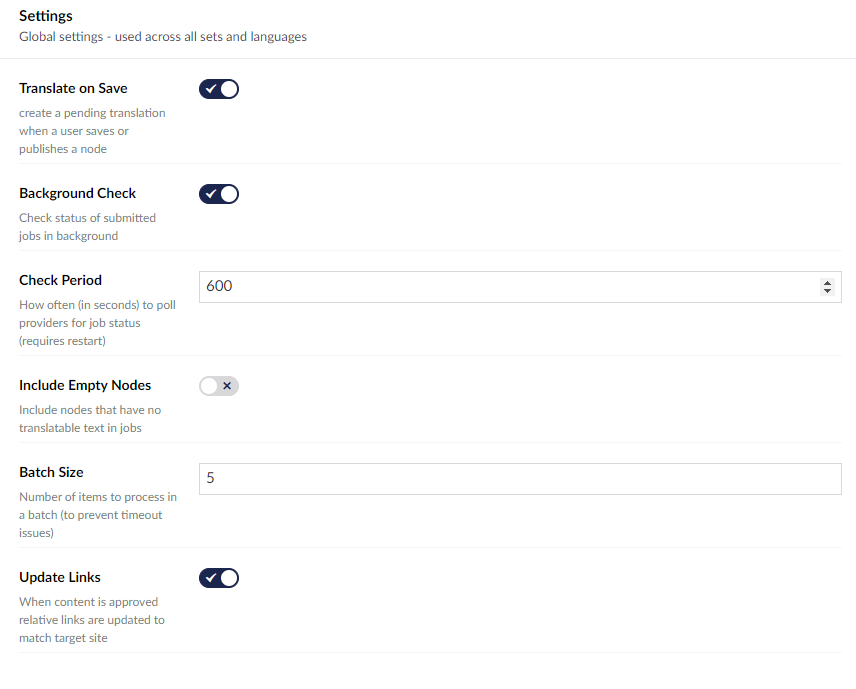 Settings
Global settings - used across all sets and languages
Translate on Save
create a pending translation
when a user saves or
publishes a node
Background Check
Check status of submitted
jobs in background
Check Period
600
How often (in seconds) to poll
providers for job status
(requires restart)
Include Empty Nodes
Include nodes that have no
translatable text in jobs
Batch Size
5
Number of items to process in
a batch (to prevent timeout
issues)
Update Links
When content is approved
relative links are updated to
match target site